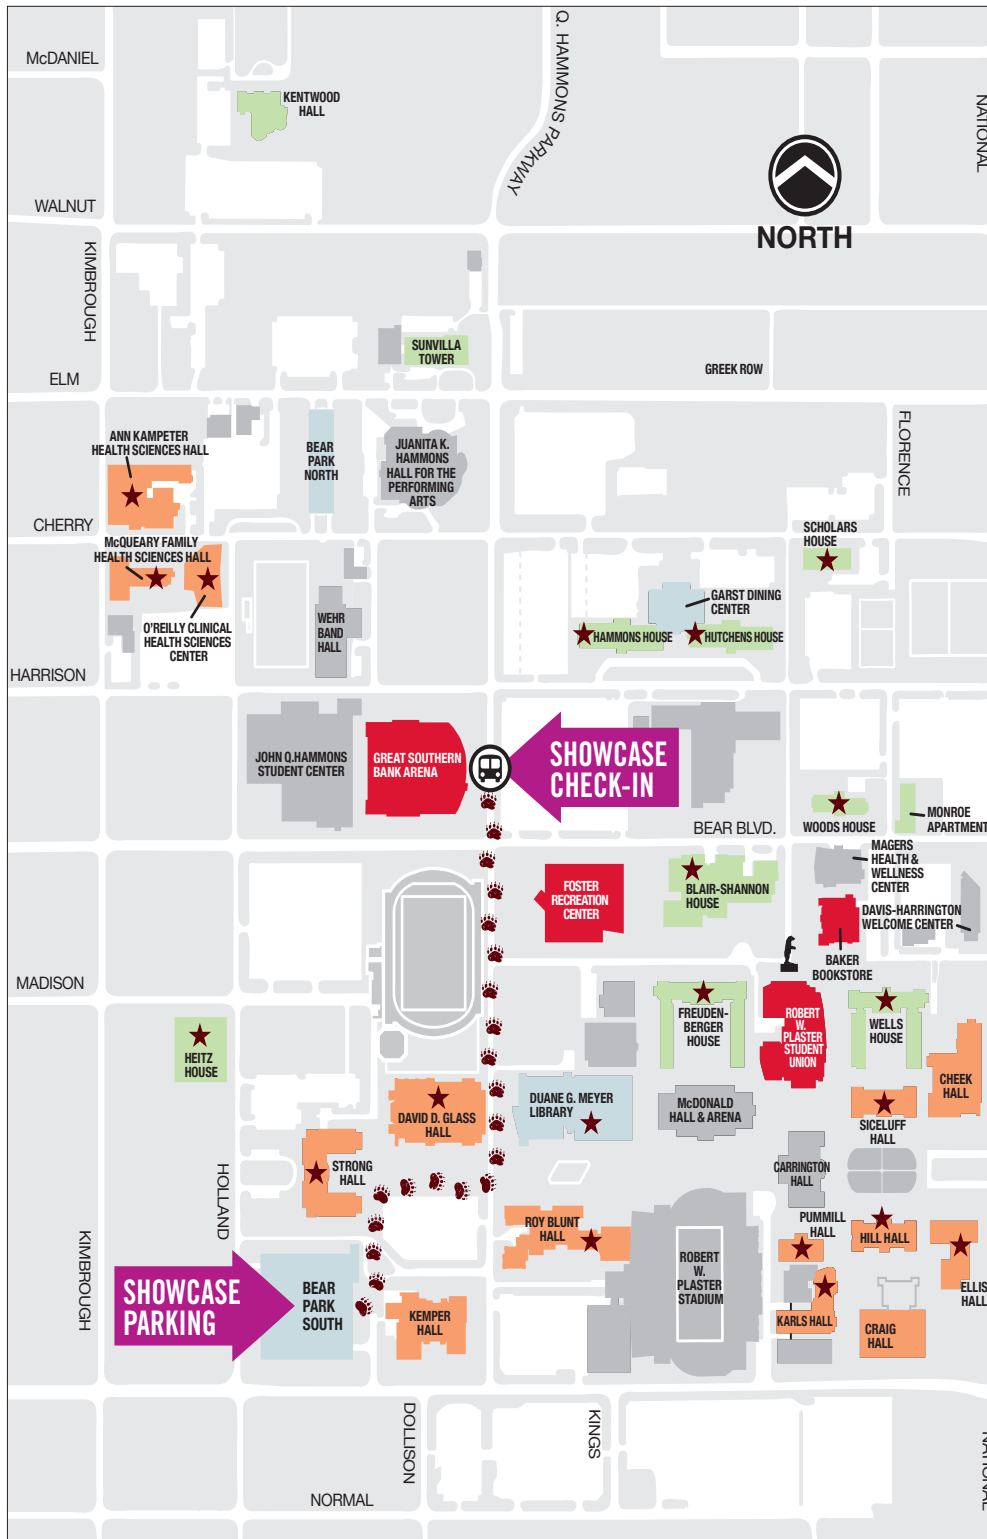 McDANIEL
Q. HAMMONS PARKWAY
NATIONAL
KENTWOOD
HALL
NORTH
WALNUT
KIMBROUGH
SUNVILLA
TOWER
GREEK ROW
ELM
FLORENCE
ANN KAMPETER
HEALTH SCIENCES HALL
BEAR
PARK
NORTH
JUANITA K.
HAMMONS
HALL FOR THE
PERFORMING
ARTS
CHERRY
SCHOLARS
HOUSE
McQUEARY FAMILY
HEALTH SCIENCES HALL
GARST DINING
CENTER
O'REILLY CLINICAL
HEALTH SCIENCES
CENTER
WEHR
BAND
HALL
HAMMONS HOUSE
HUTCHENS HOUSE
HARRISON
JOHN Q.HAMMONS
STUDENT CENTER
GREAT SOUTHERN
BANK ARENA
SHOWCASE
CHECK-IN
BEAR BLVD.
WOODS HOUSE
MONROE
APARTMENT
MAGERS
HEALTH &
WELLNESS
CENTER
FOSTER
RECREATION
CENTER
BLAIR-SHANNON
HOUSE
DAVIS-HARRINGTON
WELCOME CENTER
BAKER
BOOKSTORE
MADISON
FREUDEN-
BERGER
HOUSE
ROBERT
W.
PLASTER
STUDENT
UNION
WELLS
HOUSE
HEITZ
HOUSE
CHEEK
HALL
DAVID D. GLASS
HALL
DUANE G. MEYER
LIBRARY
McDONALD
HALL & ARENA
SICELUFF
HALL
STRONG
HALL
CARRINGTON
HALL
HOLLAND
KIMBROUGH
ROY BLUNT
HALL
PUMMILL
HALL
HILL HALL
ELLIS
HALL
SHOWCASE
PARKING
BEAR
PARK
SOUTH
KEMPER
HALL
ROBERT
W.
PLASTER
STADIUM
KARLS HALL
CRAIG
HALL
DOLLISON
KINGS
NATIONAL
NORMAL